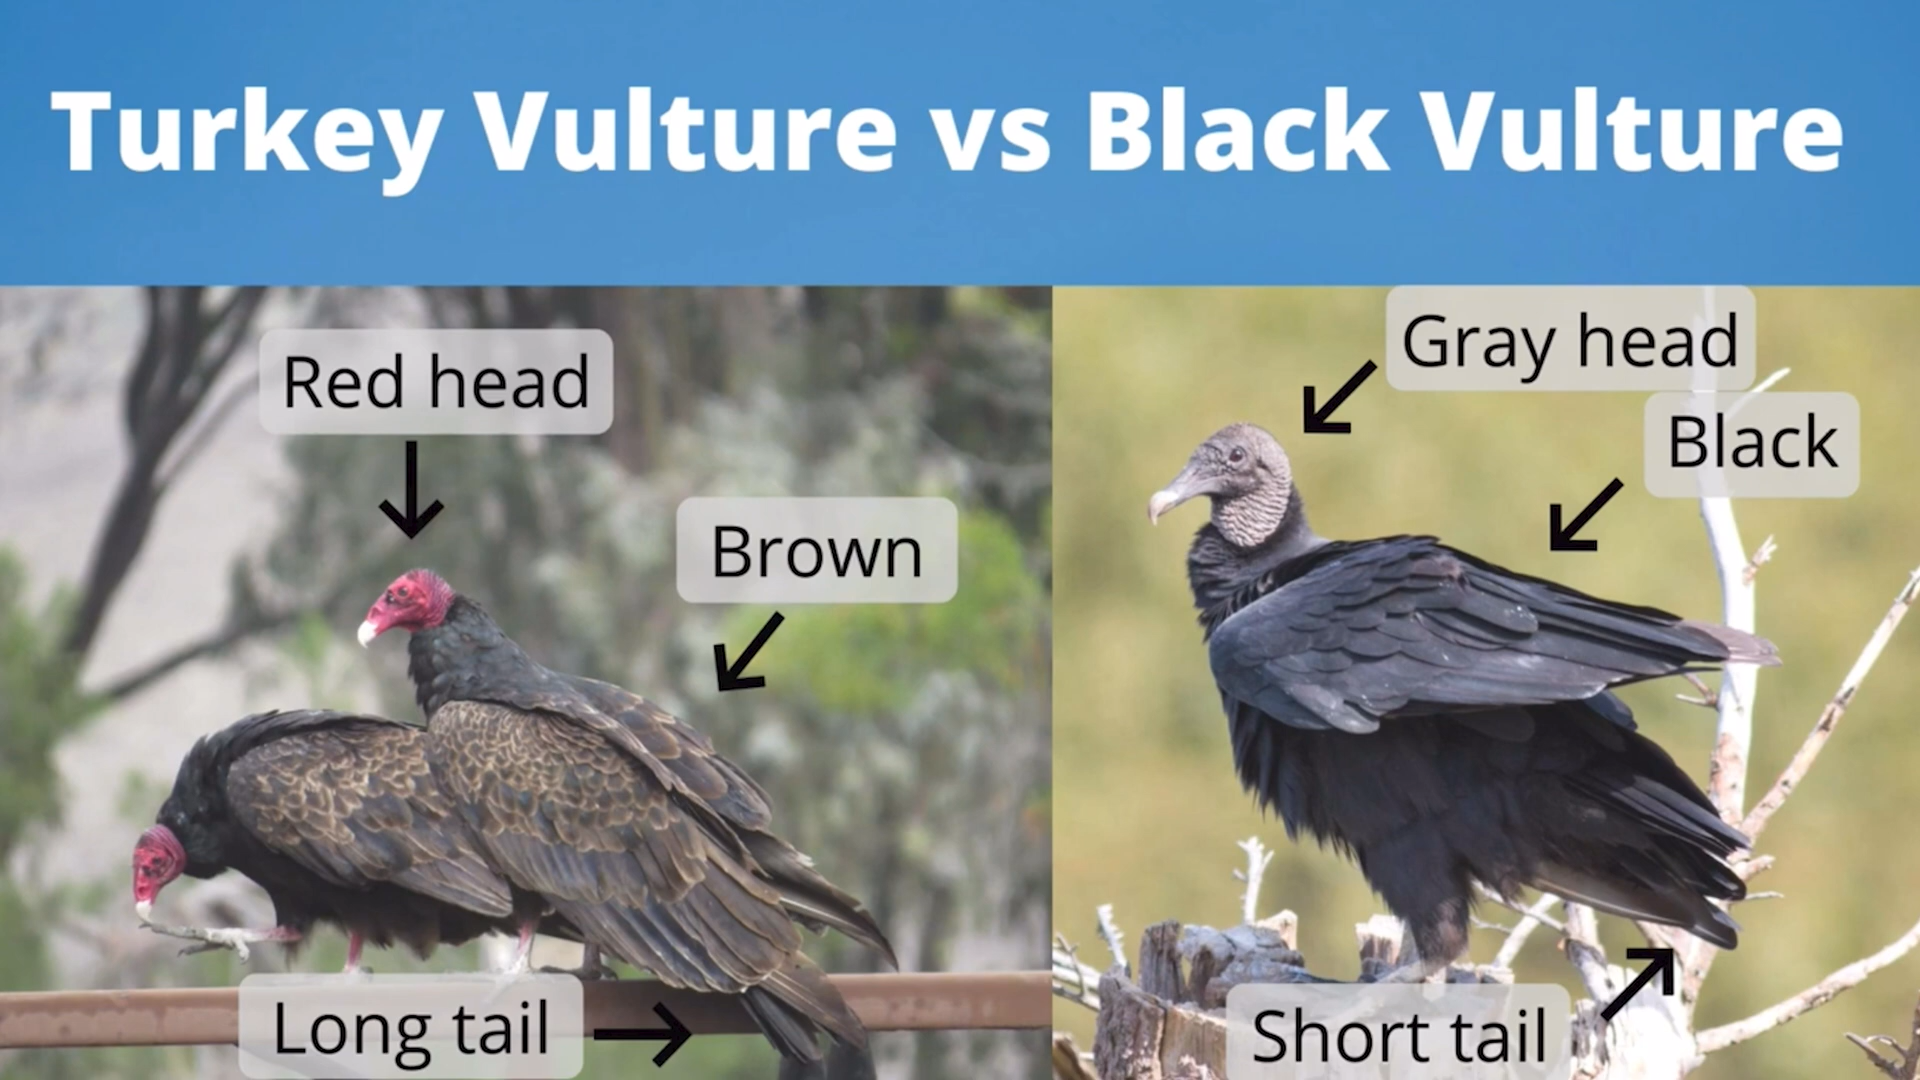 Turkey Vulture vs Black Vulture
Red head
Brown
Long tail
Gray head
Black
Short tail